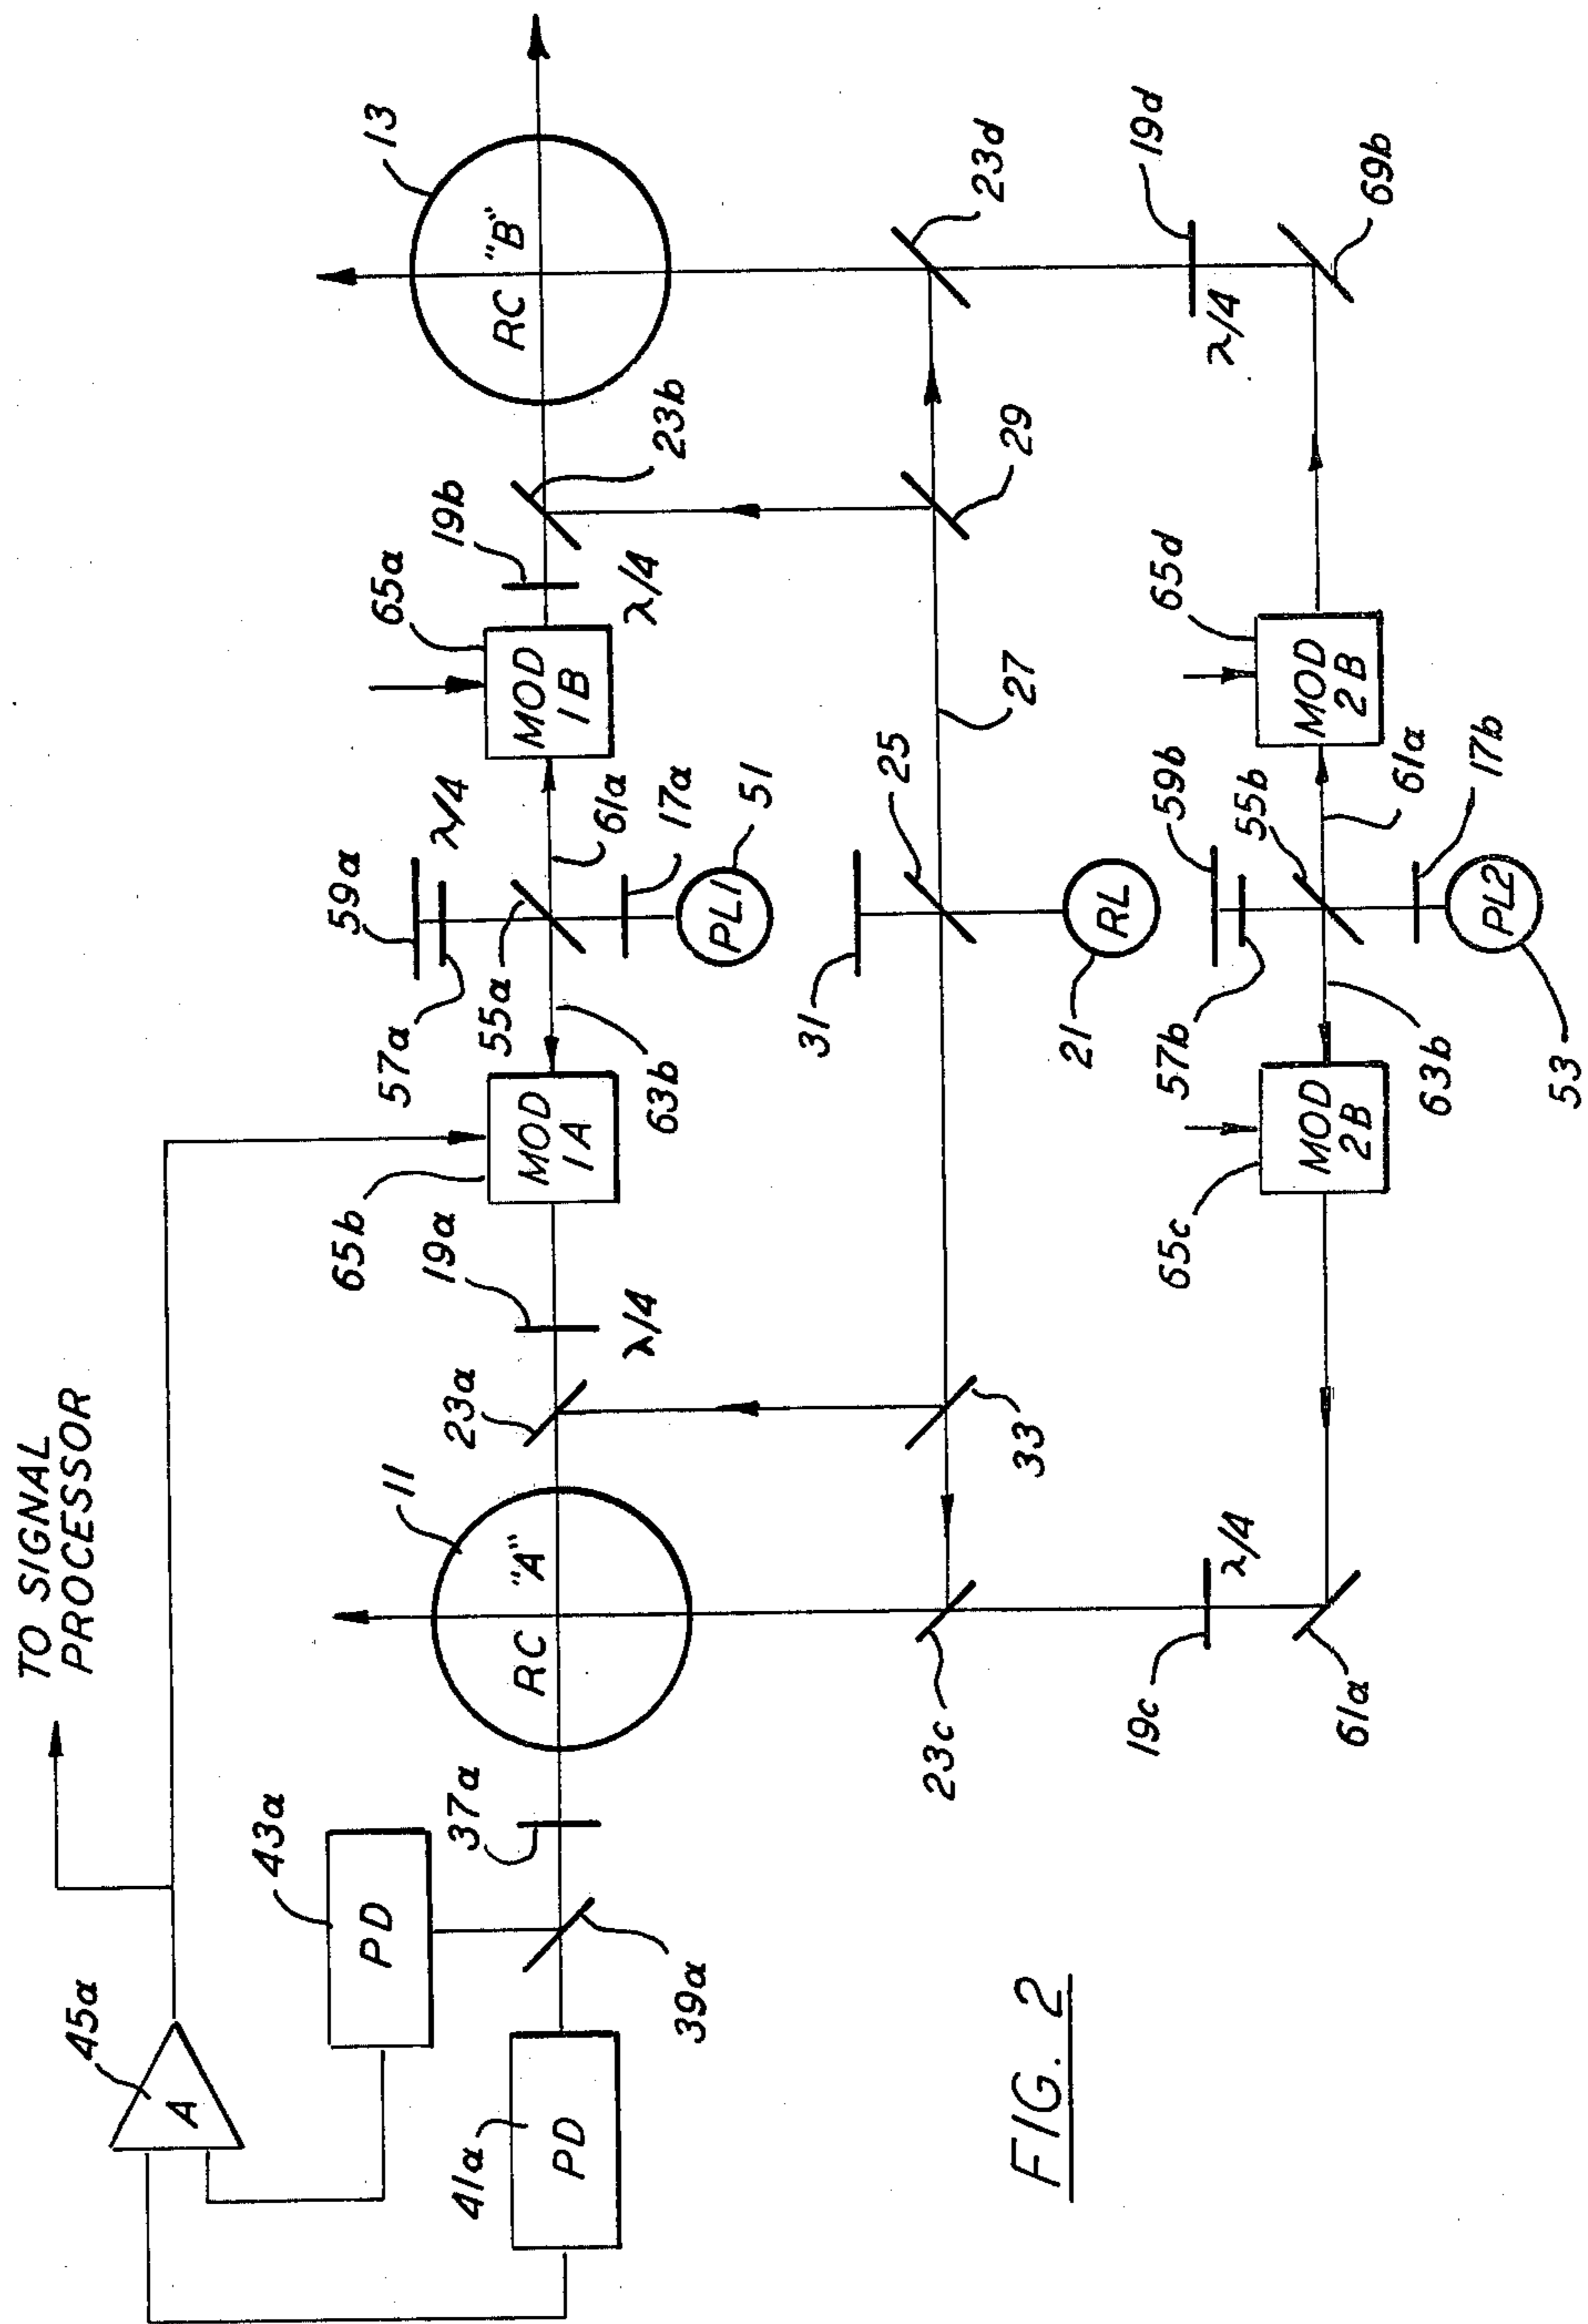 TO SIGNAL
PROCESSOR
45a
A
43a
PD
41a
PD
39a
37a
11
RC "A"
23a
19a
λ/4
65b
MOD
1A
63b
57a
59a
λ/4
55a
61a
17a
PL1
51
65a
MOD
1B
19b
λ/4
23b
13
RC "B"
23c
33
31
25
RL
21
27
29
23d
19c
λ/4
61a
65c
MOD
2B
63b
57b
59b
55b
61a
17b
PL2
53
65d
MOD
2B
19d
λ/4
69b
FIG. 2